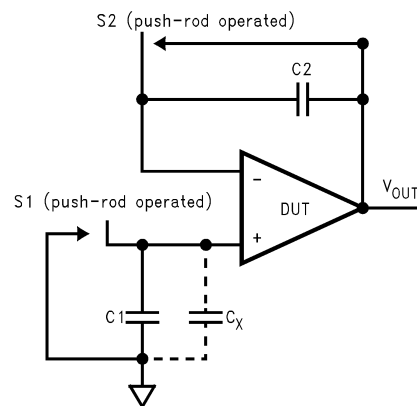 S2 (push-rod operated)
C2
VOUT
DUT
S1 (push-rod operated)
-
+
C1
CX